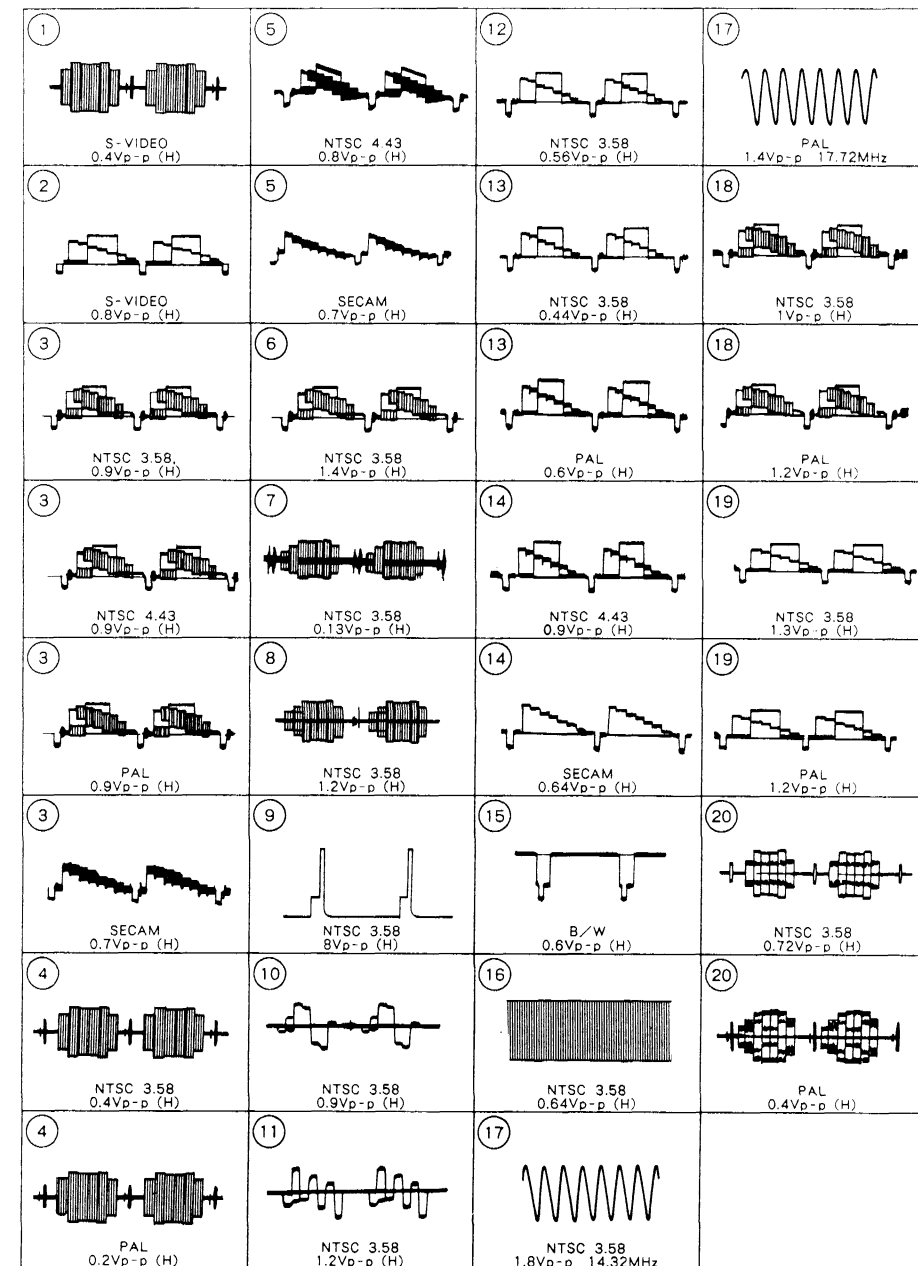 1
S-VIDEO
0.4Vp-p (H)
2
S-VIDEO
0.8Vp-p (H)
3
NTSC 3.58,
0.9Vp-p (H)
3
NTSC 4.43
0.9Vp-p (H)
3
PAL
0.9Vp-p (H)
3
SECAM
0.7Vp-p (H)
4
NTSC 3.58
0.4Vp-p (H)
4
PAL
0.2Vp-p (H)
5
NTSC 4.43
0.8Vp-p (H)
5
SECAM
0.7Vp-p (H)
6
NTSC 3.58
1.4Vp-p (H)
7
NTSC 3.58
0.13Vp-p (H)
8
NTSC 3.58
1.2Vp-p (H)
9
NTSC 3.58
8Vp-p (H)
10
NTSC 3.58
0.9Vp-p (H)
11
NTSC 3.58
1.2Vp-p (H)
12
NTSC 3.58
0.56Vp-p (H)
13
NTSC 3.58
0.44Vp-p (H)
13
PAL
0.6Vp-p (H)
14
NTSC 4.43
0.9Vp-p (H)
14
SECAM
0.64Vp-p (H)
15
B/W
0.6Vp-p (H)
16
NTSC 3.58
0.64Vp-p (H)
17
NTSC 3.58
1.8Vp-p 14.32MHz
17
PAL
1.4Vp-p 17.72MHz
18
NTSC 3.58
1Vp-p (H)
18
PAL
1.2Vp-p (H)
19
NTSC 3.58
1.3Vp-p (H)
19
PAL
1.2Vp-p (H)
20
NTSC 3.58
0.72Vp-p (H)
20
PAL
0.4Vp-p (H)